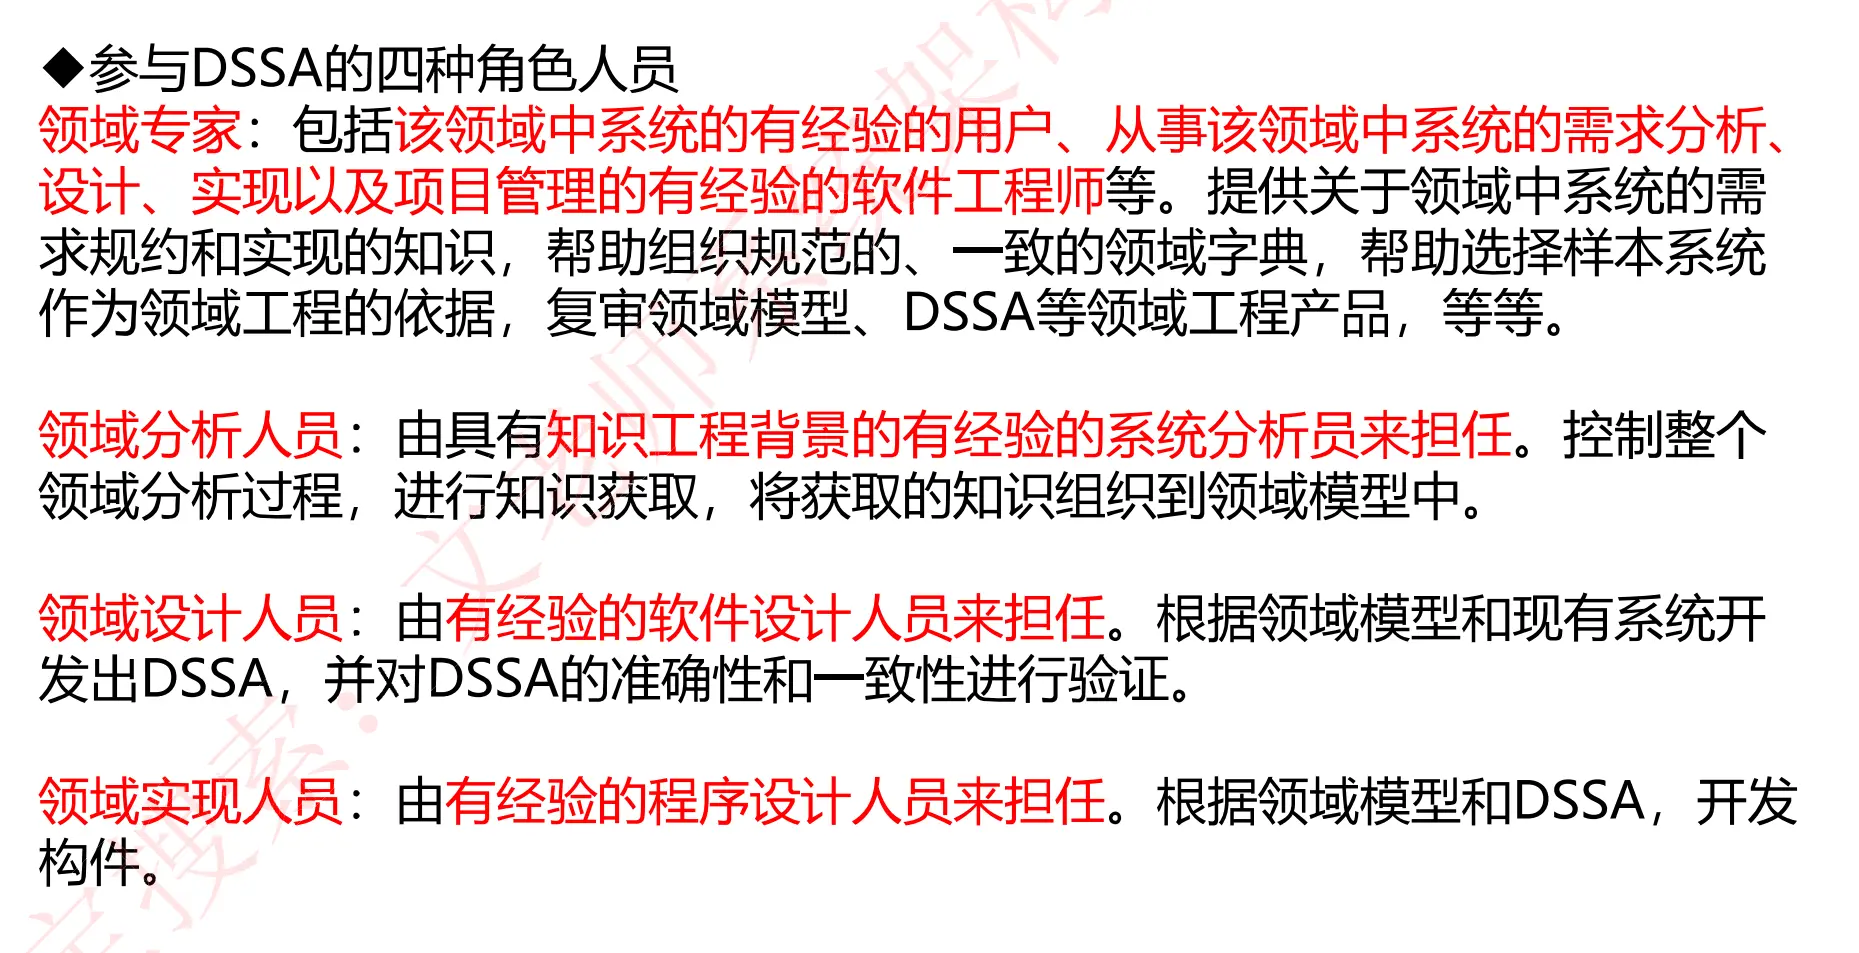 ◆参与DSSA的四种角色人员
领域专家：包括该领域中系统的有经验的用户、从事该领域中系统的需求分析、
设计、实现以及项目管理的有经验的软件工程师等。提供关于领域中系统的需
求规约和实现的知识，帮助组织规范的、一致的领域字典，帮助选择样本系统
作为领域工程的依据，复审领域模型、DSSA等领域工程产品，等等。
领域分析人员：由具有知识工程背景的有经验的系统分析员来担任。控制整个
领域分析过程，进行知识获取，将获取的知识组织到领域模型中。
领域设计人员：由有经验的软件设计人员来担任。根据领域模型和现有系统开
发出DSSA，并对DSSA的准确性和一致性进行验证。
领域实现人员：由有经验的程序设计人员来担任。根据领域模型和DSSA，开发
构件。
搜索：文老师系统架构